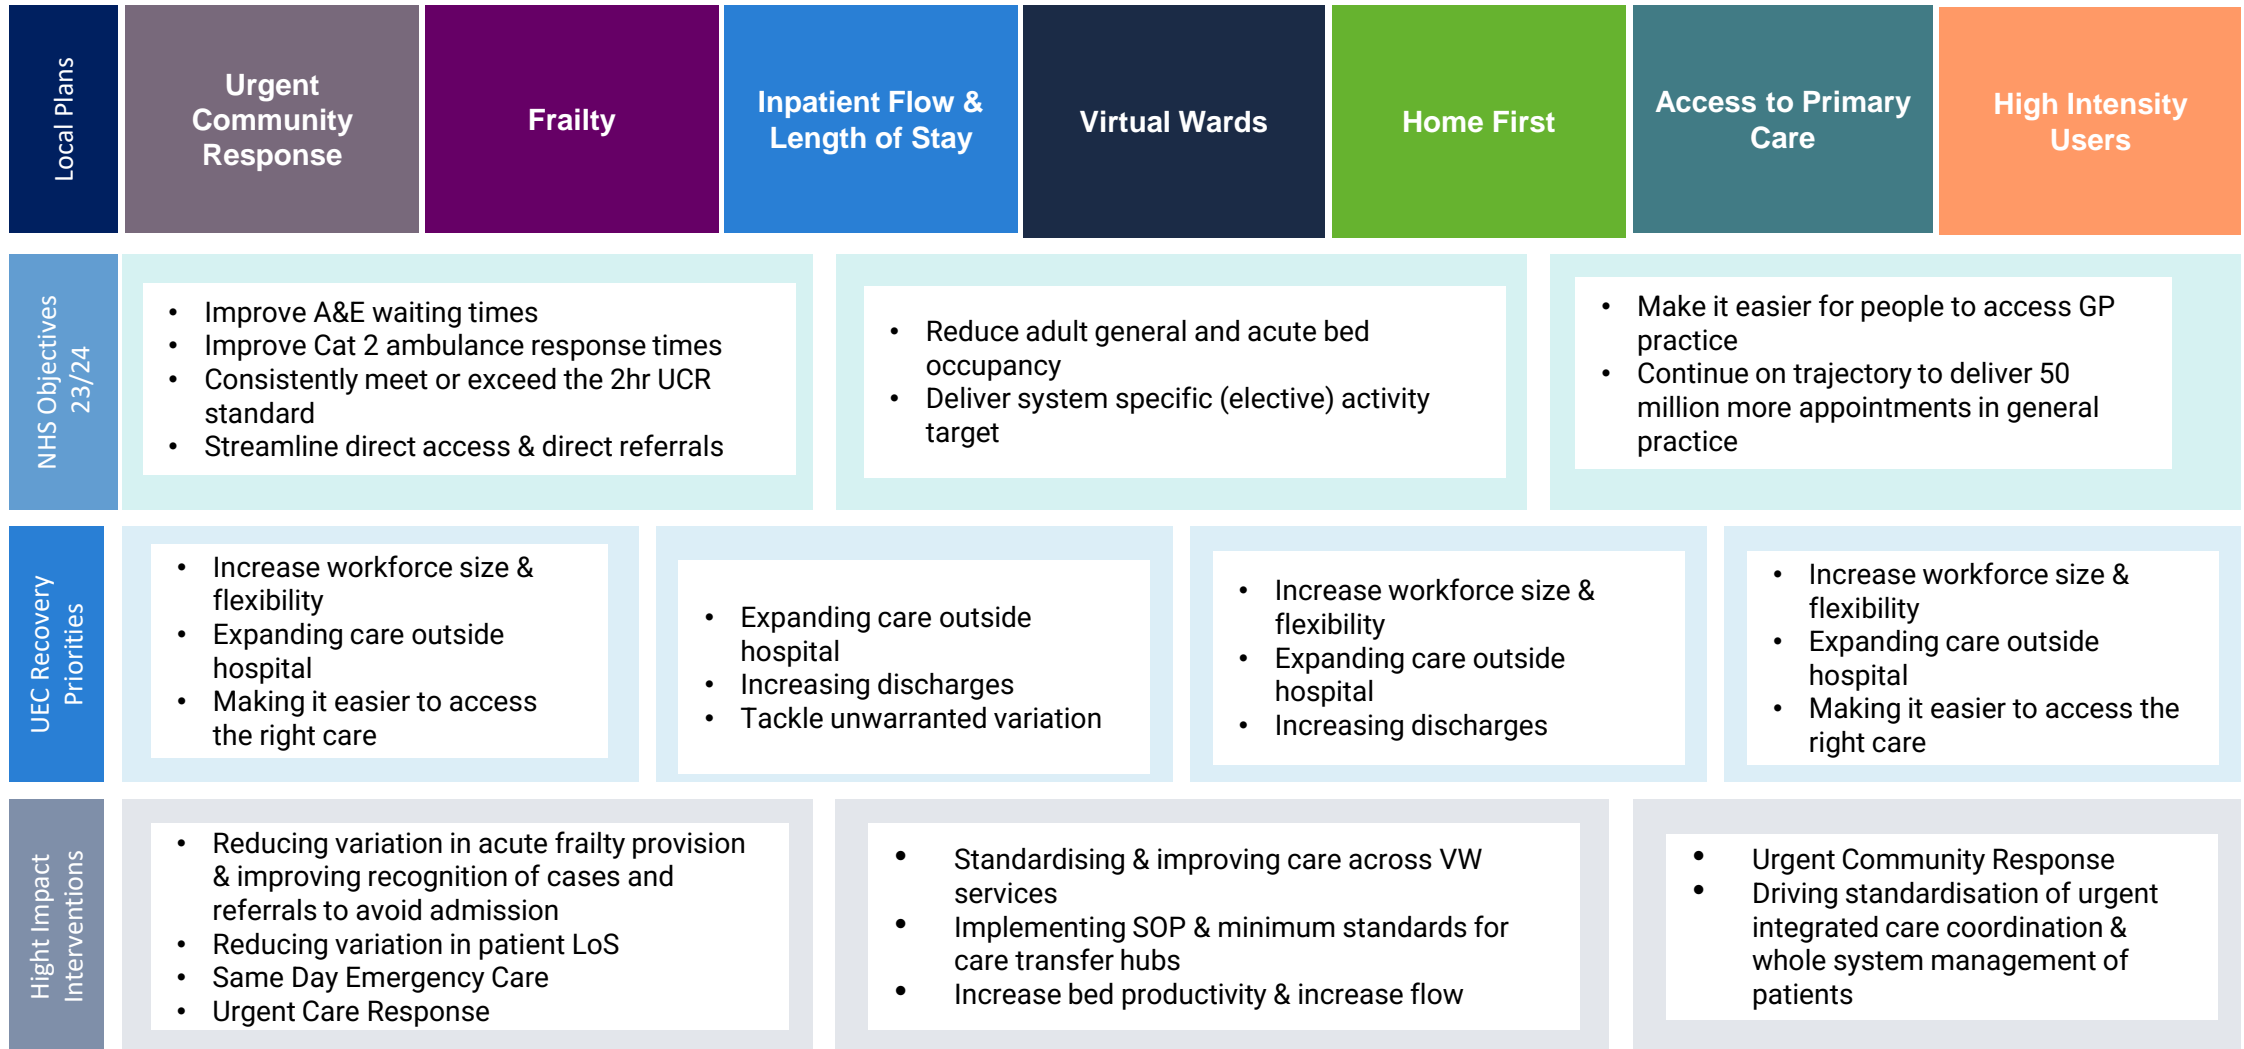 Local Plans
Urgent
Community
Response
Frailty
Inpatient Flow &
Length of Stay
Virtual Wards
Home First
Access to Primary
Care
High Intensity
Users
NHS Objectives
23/24
• Improve A&E waiting times
• Improve Cat 2 ambulance response times
• Consistently meet or exceed the 2hr UCR
standard
• Streamline direct access & direct referrals
• Reduce adult general and acute bed
occupancy
• Deliver system specific (elective) activity
target
• Make it easier for people to access GP
practice
• Continue on trajectory to deliver 50
million more appointments in general
practice
UEC Recovery
Priorities
• Increase workforce size &
flexibility
• Expanding care outside
hospital
• Making it easier to access
the right care
• Expanding care outside
hospital
• Increasing discharges
• Tackle unwarranted variation
• Increase workforce size &
flexibility
• Expanding care outside
hospital
• Increasing discharges
• Increase workforce size &
flexibility
• Expanding care outside
hospital
• Making it easier to access the
right care
Hight Impact
Interventions
• Reducing variation in acute frailty provision
& improving recognition of cases and
referrals to avoid admission
• Reducing variation in patient LoS
• Same Day Emergency Care
• Urgent Care Response
• Standardising & improving care across VW
services
• Implementing SOP & minimum standards for
care transfer hubs
• Increase bed productivity & increase flow
• Urgent Community Response
• Driving standardisation of urgent
integrated care coordination &
whole system management of
patients